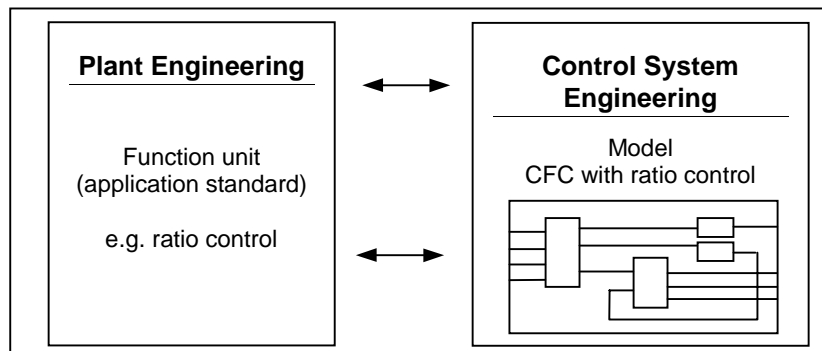 Plant Engineering
Function unit
(application standard)
e.g. ratio control
Control System
Engineering
Model
CFC with ratio control